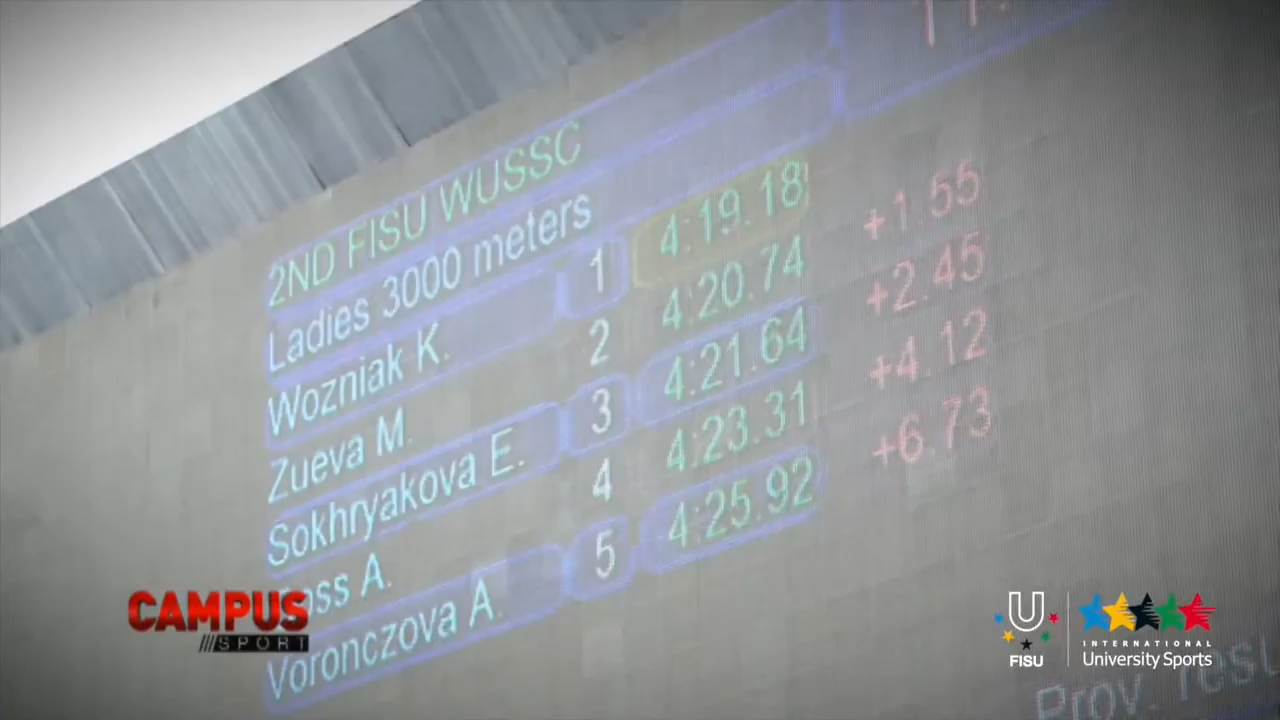 2ND FISU WUSSC
Ladies 3000 meters
Wozniak K. 1 4:19.18
Zueva M. 2 4:20.74 +1.55
Sokhryakova E. 3 4:21.64 +2.45
A. 4 4:23.31 +4.12
Voronczova A. 5 4:25.92 +6.73
Prov.
CAMPUS
///SPORT
U
FISU
INTERNATIONAL
University Sports